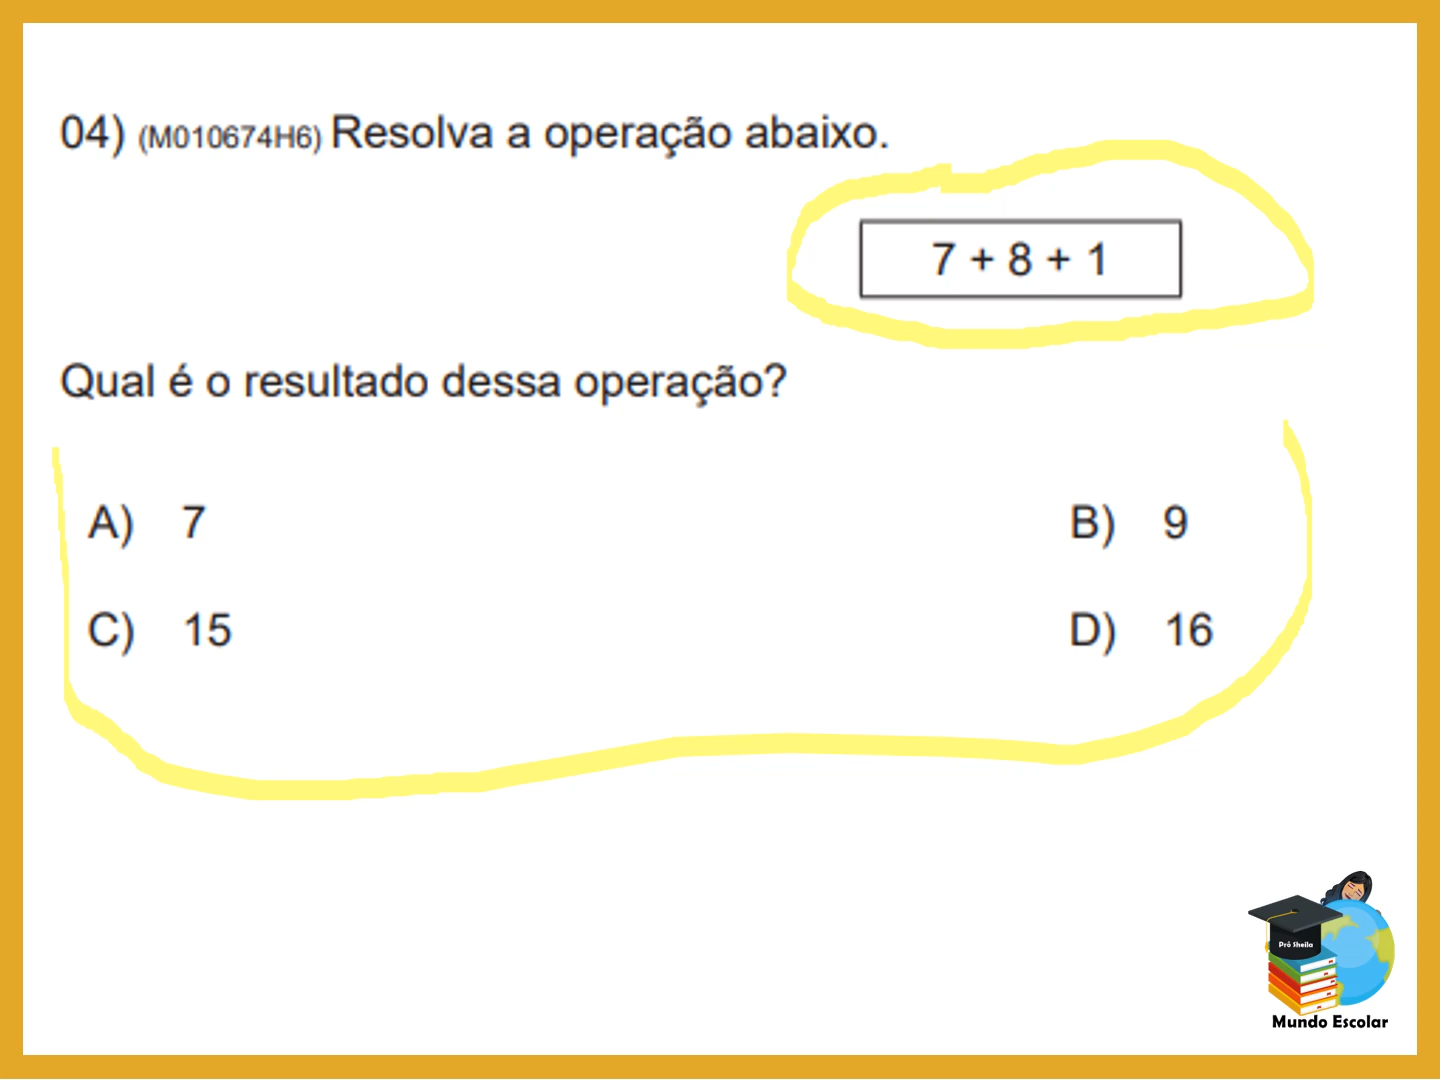 04) (M010674H6) Resolva a operação abaixo.
7 + 8 + 1
Qual é o resultado dessa operação?
A) 7 B) 9
C) 15 D) 16
Prô Sheila
Mundo Escolar